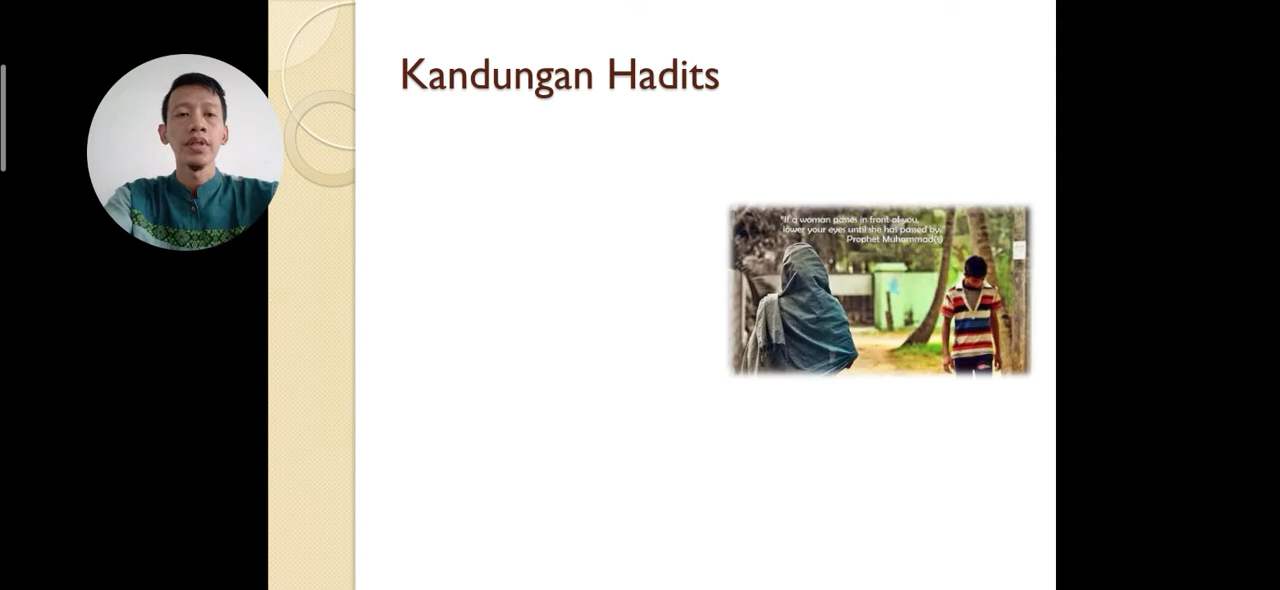 Kandungan Hadits
"If a woman passes in front of you,
lower your eyes until she has passed by."
Prophet Muhammad(s)